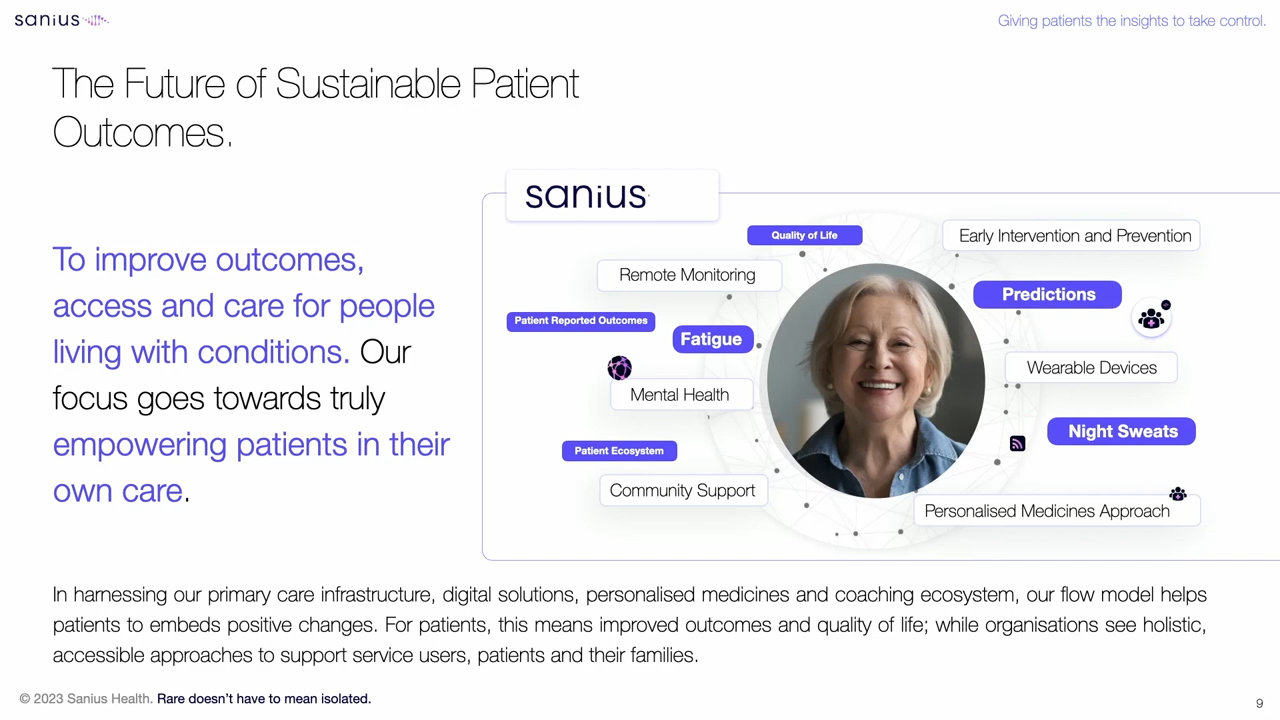 sanius
Giving patients the insights to take control.
The Future of Sustainable Patient
Outcomes.
To improve outcomes,
access and care for people
living with conditions. Our
focus goes towards truly
empowering patients in their
own care.
sanius
Quality of Life
Early Intervention and Prevention
Remote Monitoring
Predictions
Patient Reported Outcomes
Fatigue
Wearable Devices
Mental Health
Night Sweats
Patient Ecosystem
Community Support
Personalised Medicines Approach
In harnessing our primary care infrastructure, digital solutions, personalised medicines and coaching ecosystem, our flow model helps
patients to embeds positive changes. For patients, this means improved outcomes and quality of life; while organisations see holistic,
accessible approaches to support service users, patients and their families.
© 2023 Sanius Health. Rare doesn't have to mean isolated.
9